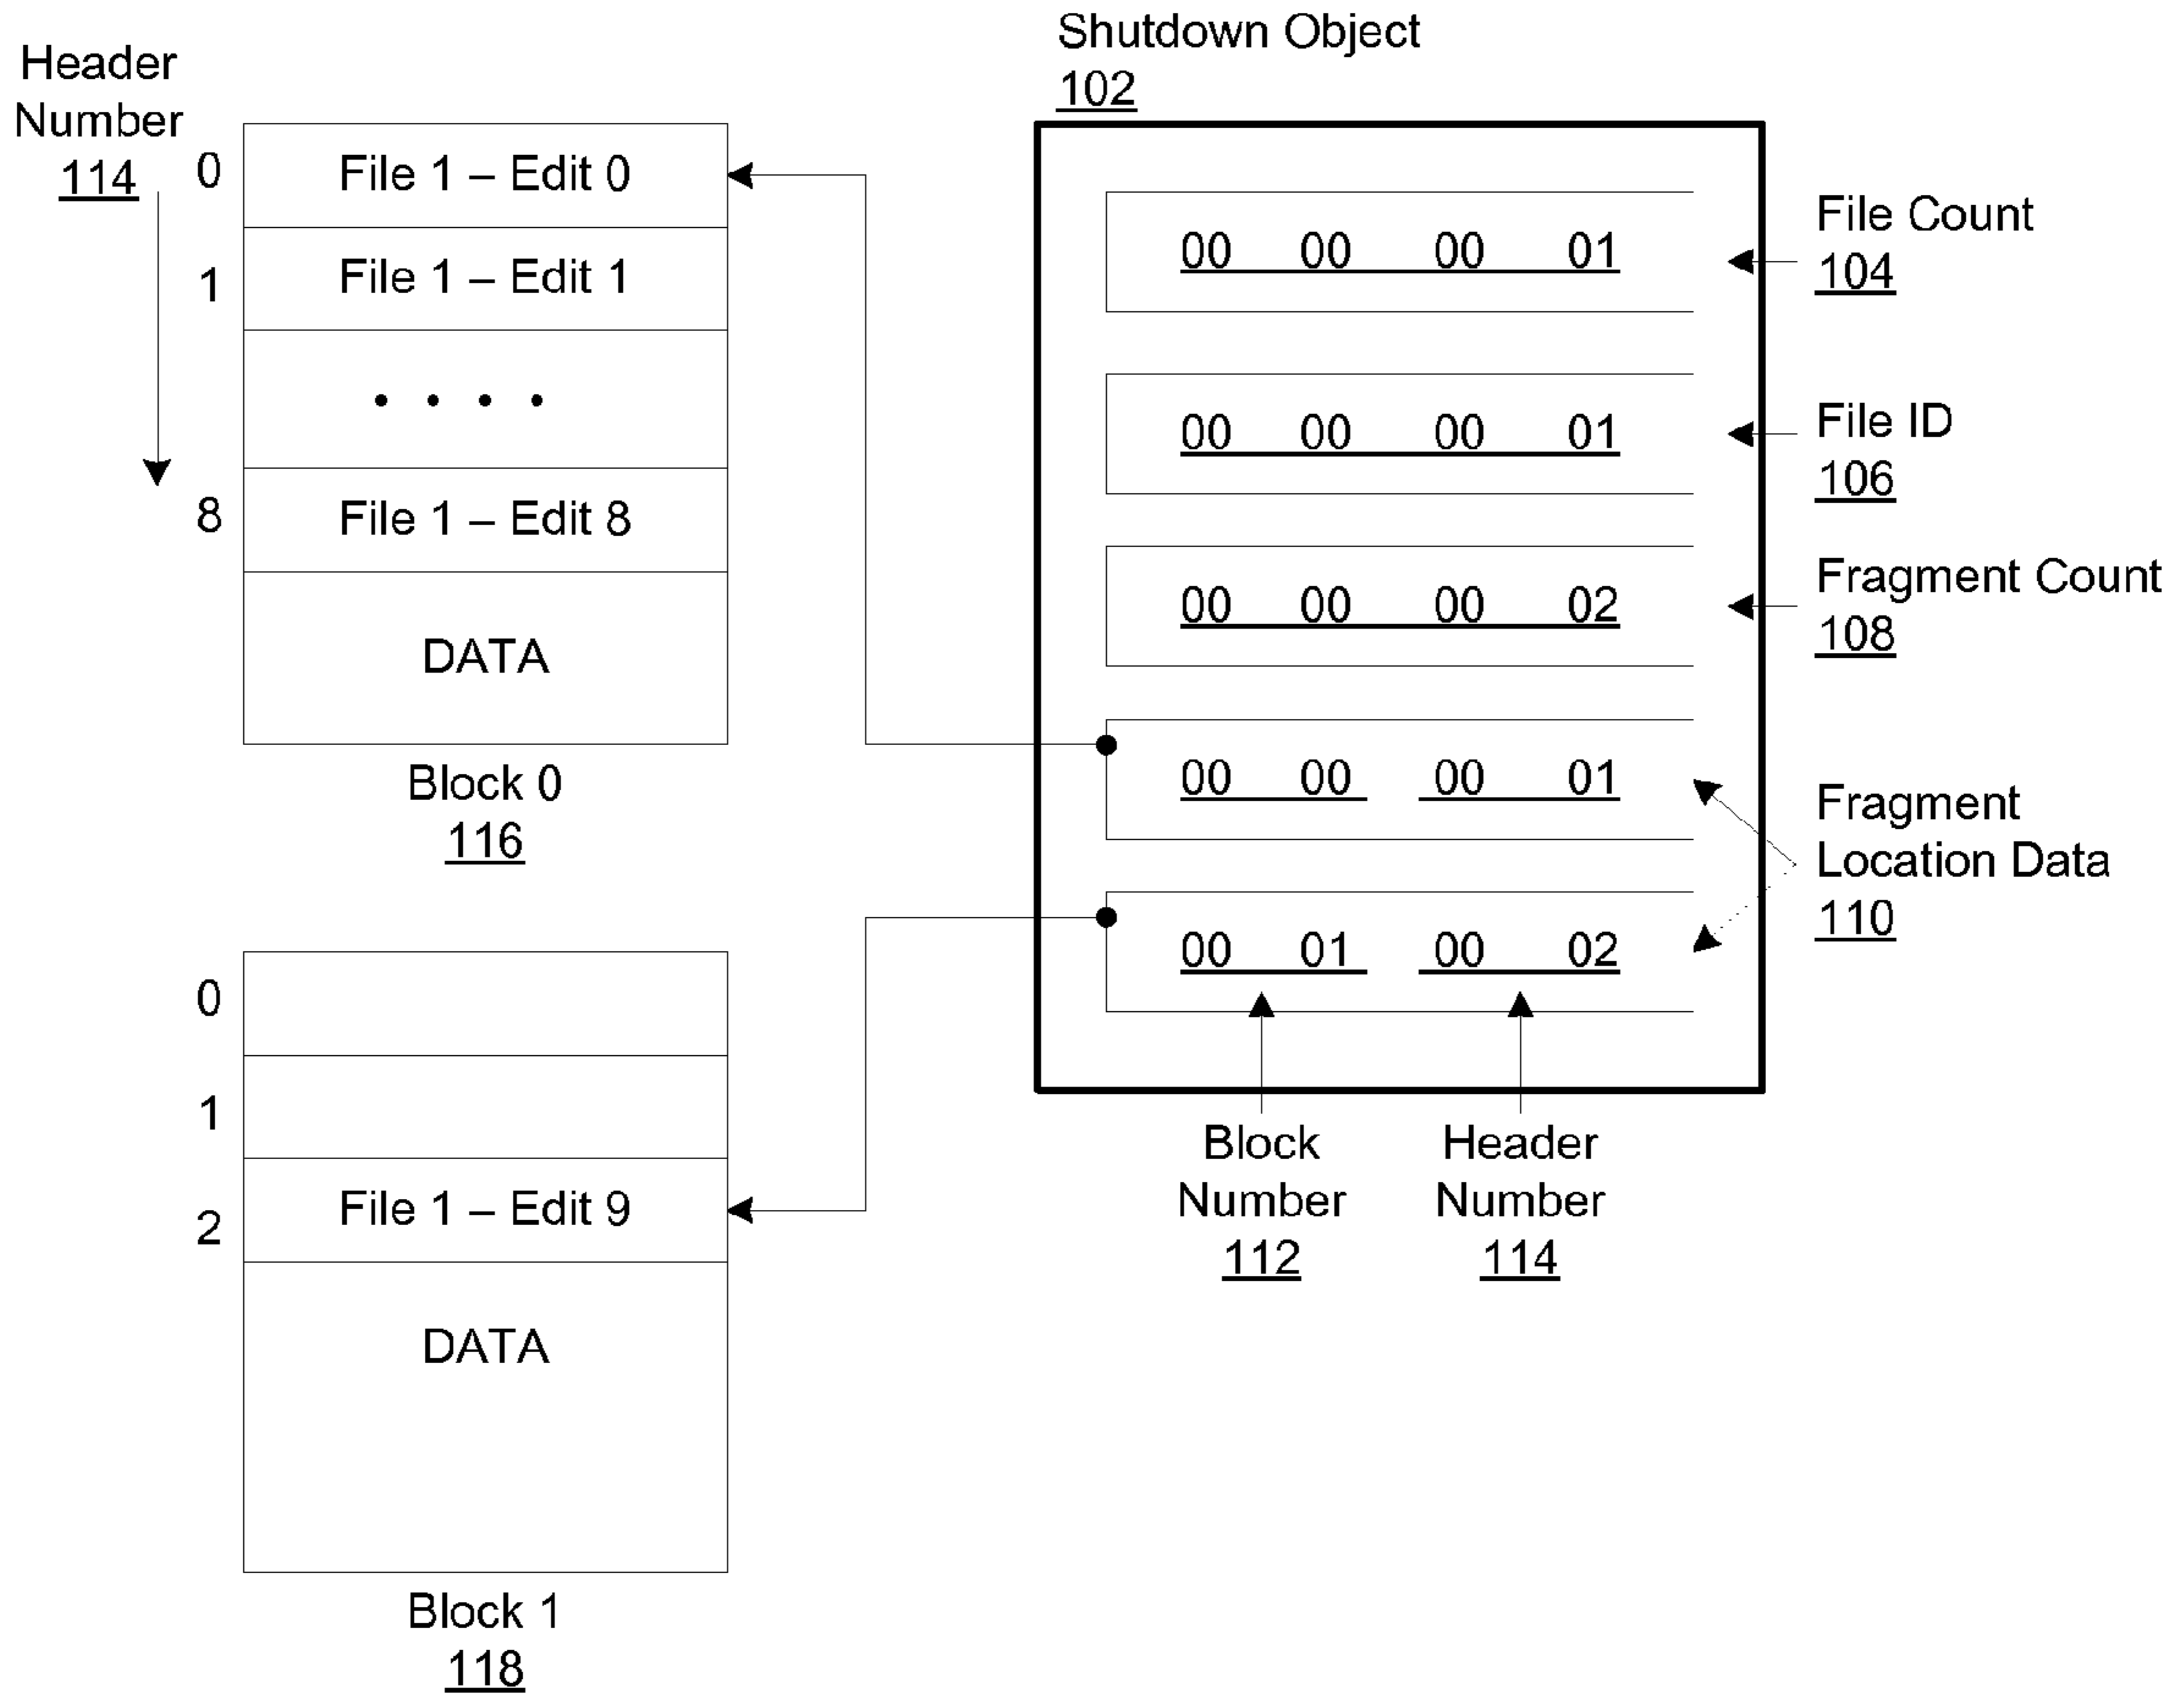 Header
Number
114
0
File 1 – Edit 0
1
File 1 – Edit 1
. . . .
8
File 1 – Edit 8
DATA
Block 0
116
0
1
2
File 1 – Edit 9
DATA
Block 1
118
Shutdown Object
102
00 00 00 01
File Count
104
00 00 00 01
File ID
106
00 00 00 02
Fragment Count
108
00 00 00 01
00 01 00 02
Fragment
Location Data
110
Block
Number
112
Header
Number
114